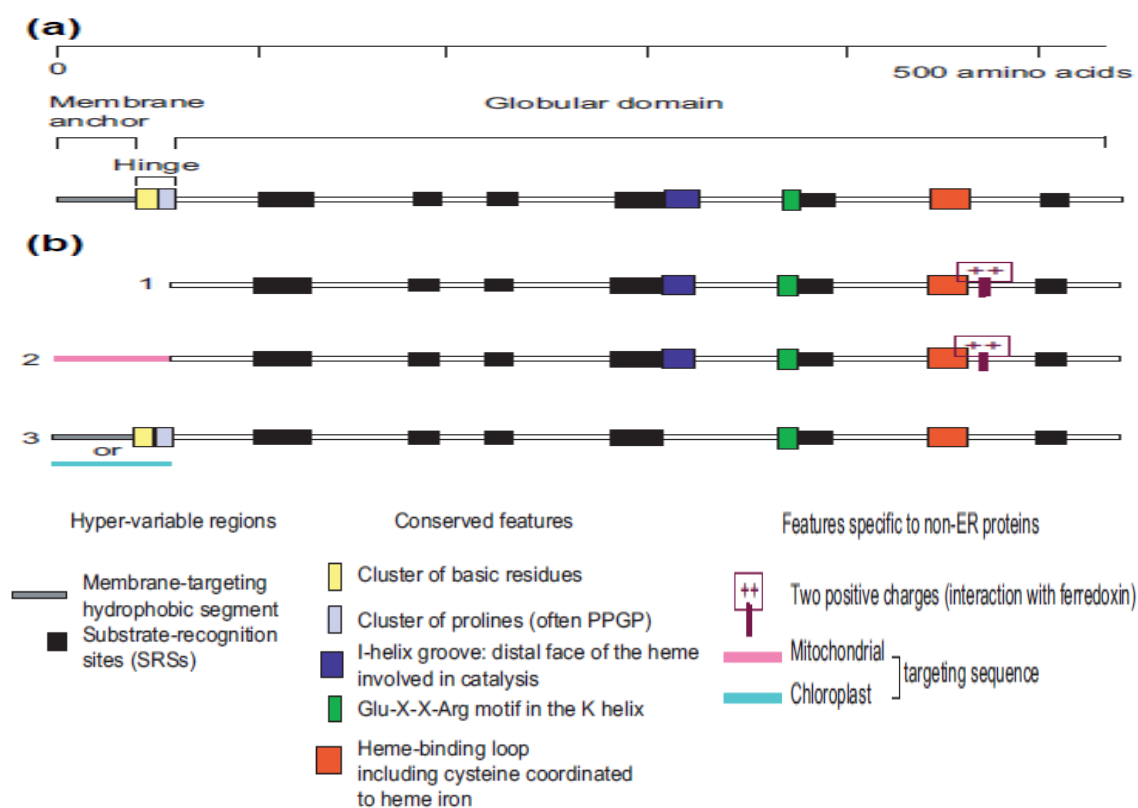 (a)
0
500 amino acids
Membrane
anchor
Globular domain
Hinge
(b)
1
++
2
++
3
or
Hyper-variable regions
Membrane-targeting
hydrophobic segment
Substrate-recognition
sites (SRSs)
Conserved features
Cluster of basic residues
Cluster of prolines (often PPGP)
I-helix groove: distal face of the heme
involved in catalysis
Glu-X-X-Arg motif in the K helix
Heme-binding loop
including cysteine coordinated
to heme iron
Features specific to non-ER proteins
++
Two positive charges (interaction with ferredoxin)
Mitochondrial
Chloroplast
targeting sequence